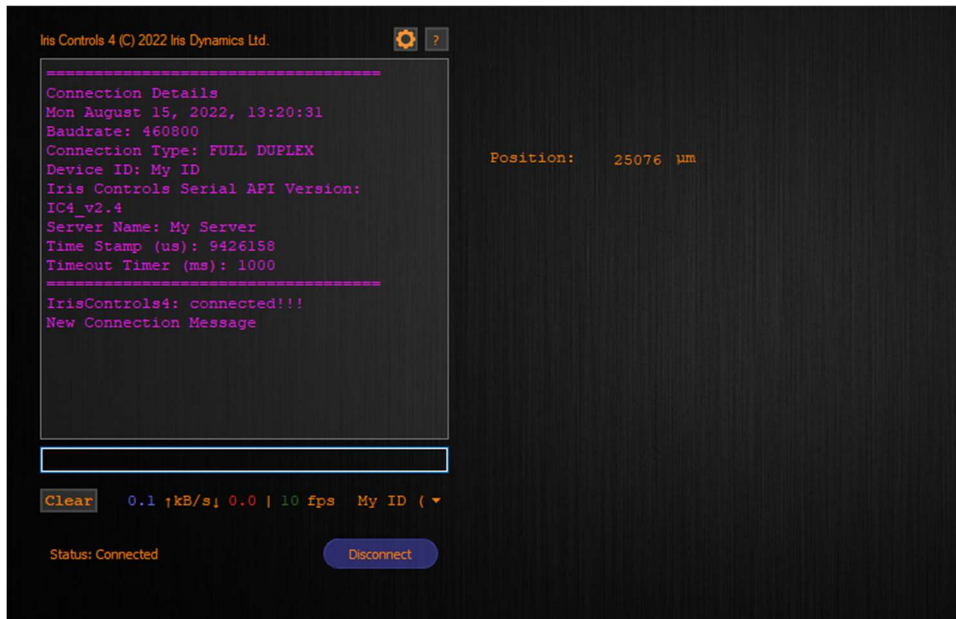 Iris Controls 4 (C) 2022 Iris Dynamics Ltd.
?
===================================
Connection Details
Mon August 15, 2022, 13:20:31
Baudrate: 460800
Connection Type: FULL DUPLEX
Device ID: My ID
Iris Controls Serial API Version:
IC4_v2.4
Server Name: My Server
Time Stamp (us): 9426158
Timeout Timer (ms): 1000
===================================
IrisControls4: connected!!!
New Connection Message
Position: 25076 µm
Clear 0.1 ↑kB/s↓ 0.0 | 10 fps My ID (
Status: Connected Disconnect